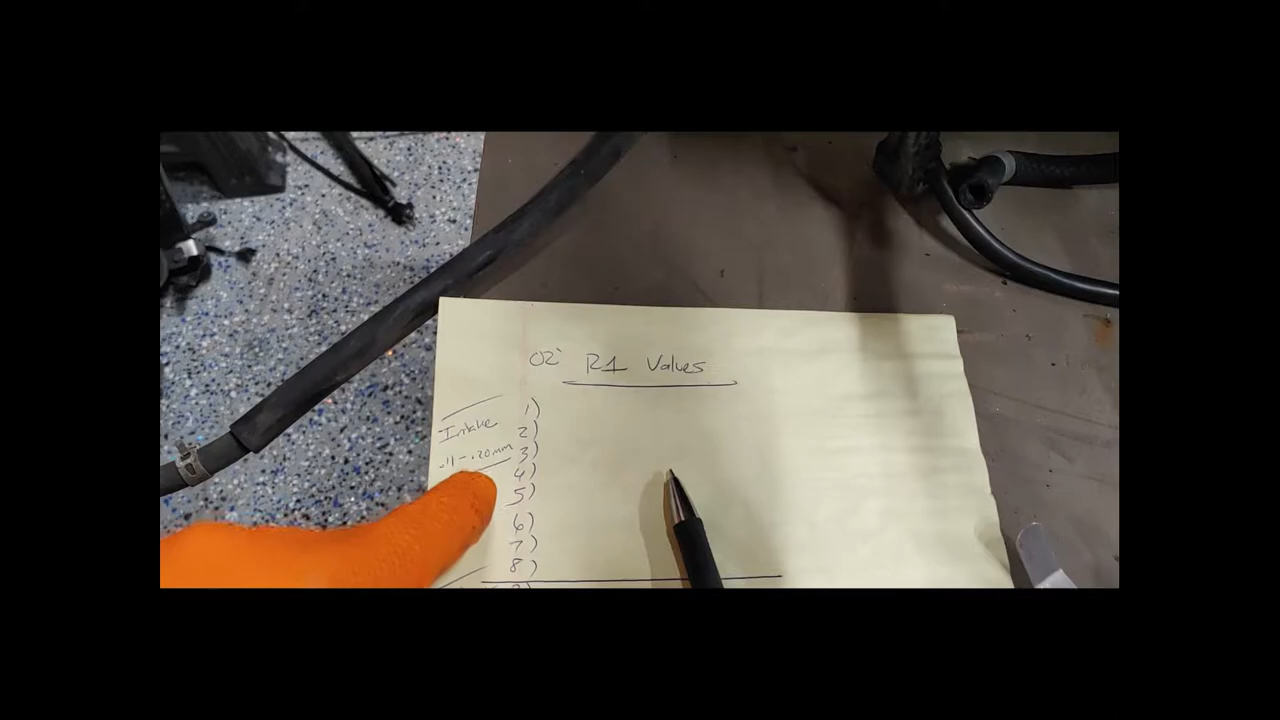 02' R1 Values
1)
Intake
2)
.11-.20mm
3)
4)
5)
6)
7)
8)